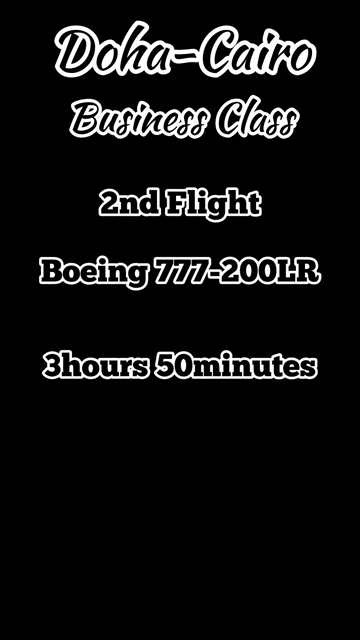 Doha-Cairo
Business Class
2nd Flight
Boeing 777-200LR
3hours 50minutes